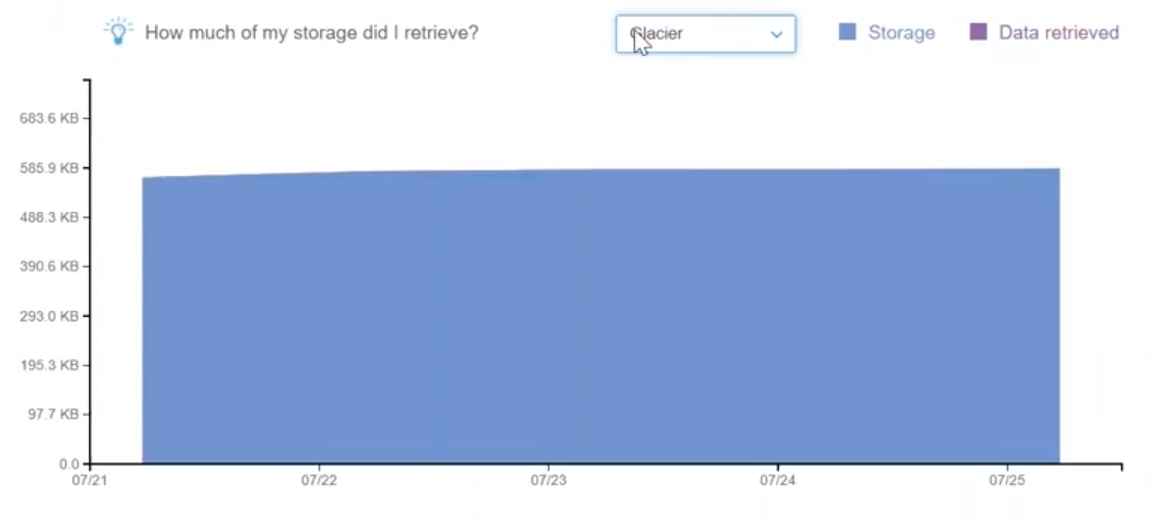 How much of my storage did I retrieve?
Glacier
Storage
Data retrieved
683.6 KB
585.9 KB
488.3 KB
390.6 KB
293.0 KB
195.3 KB
97.7 KB
0.0
07/21 07/22 07/23 07/24 07/25